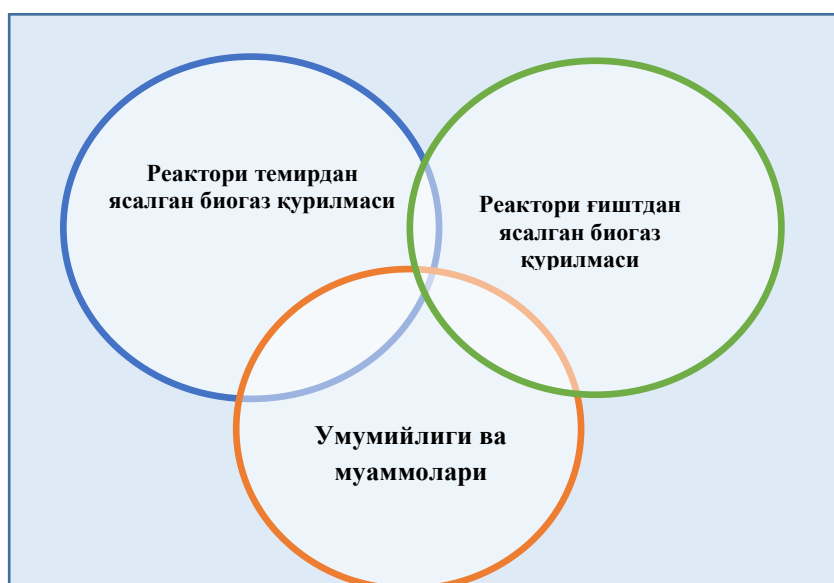 Реактори темирдан
ясалган биогаз қурилмаси
Реактори ғиштдан
ясалган биогаз
қурилмаси
Умумийлиги ва
муаммолари